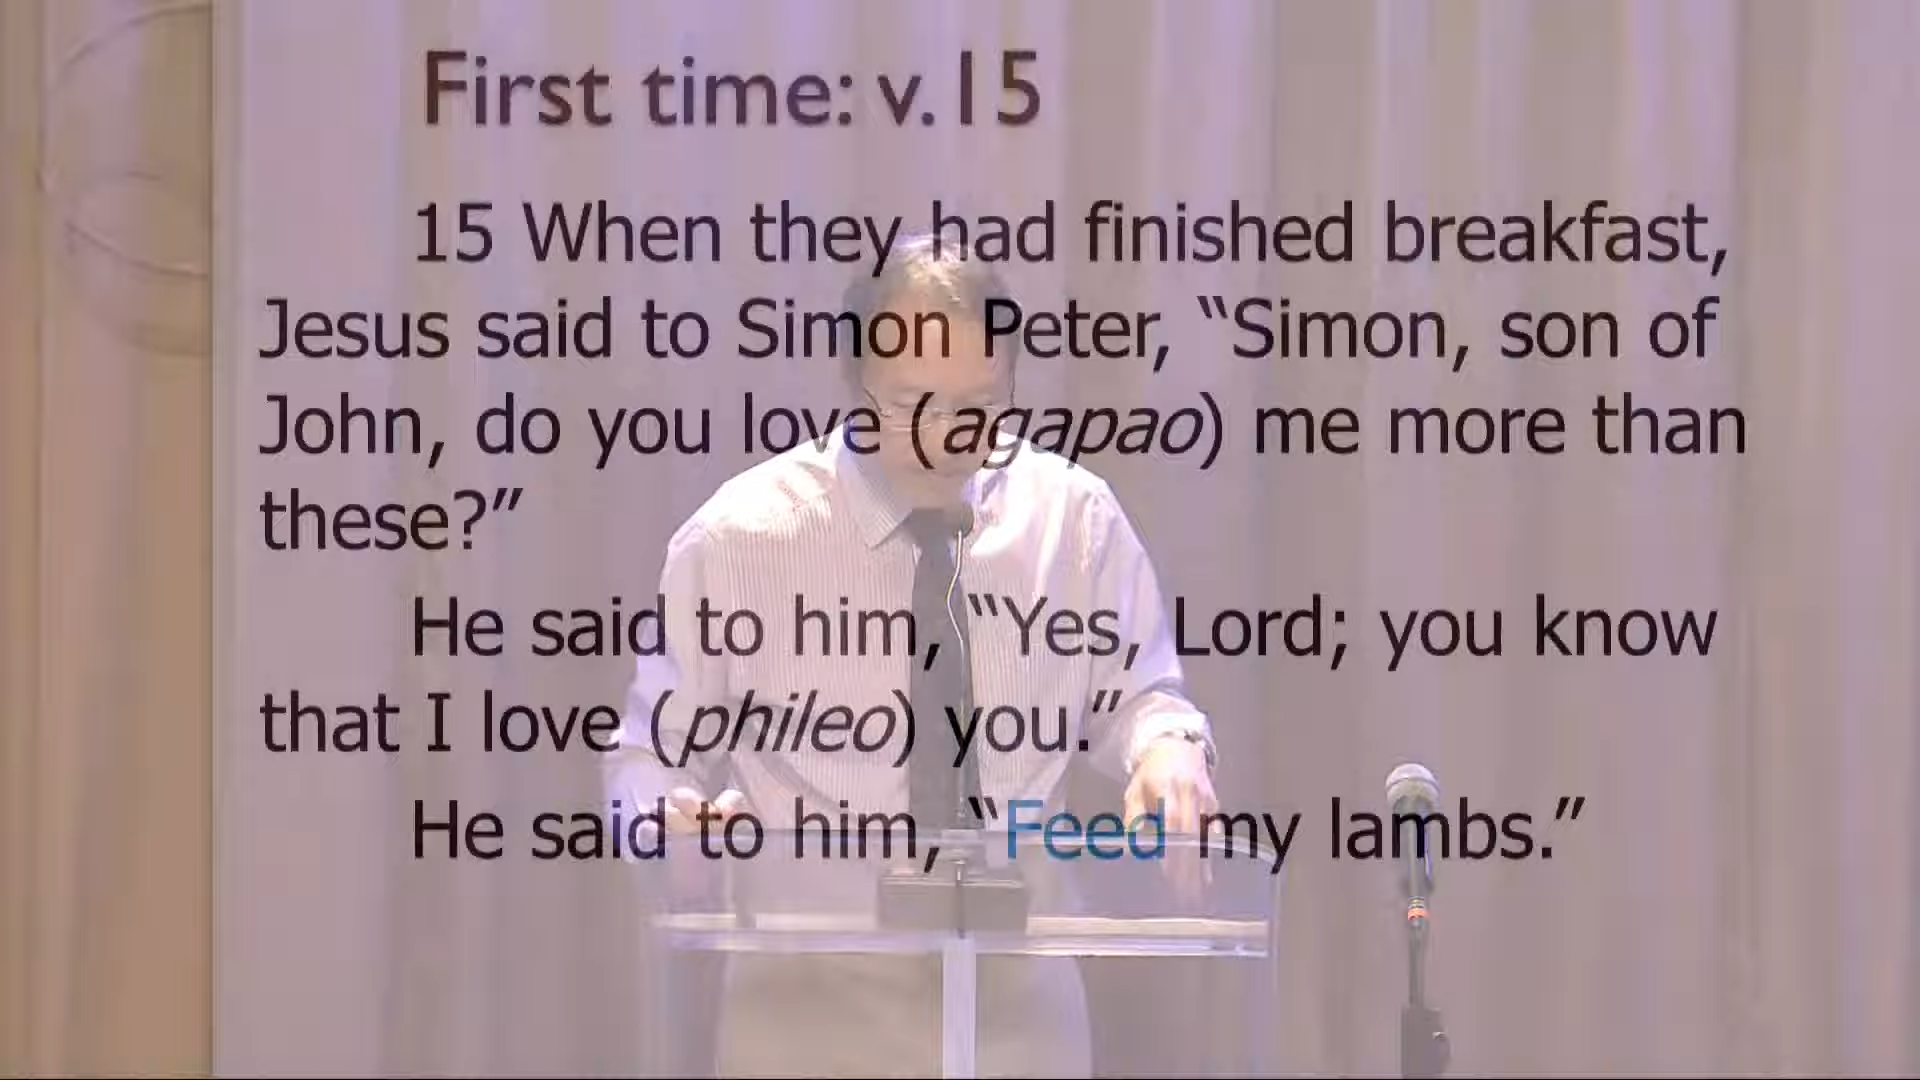 First time: v.15
15 When they had finished breakfast,
Jesus said to Simon Peter, “Simon, son of
John, do you love (agapao) me more than
these?”
He said to him, “Yes, Lord; you know
that I love (phileo) you.”
He said to him, “Feed my lambs.”